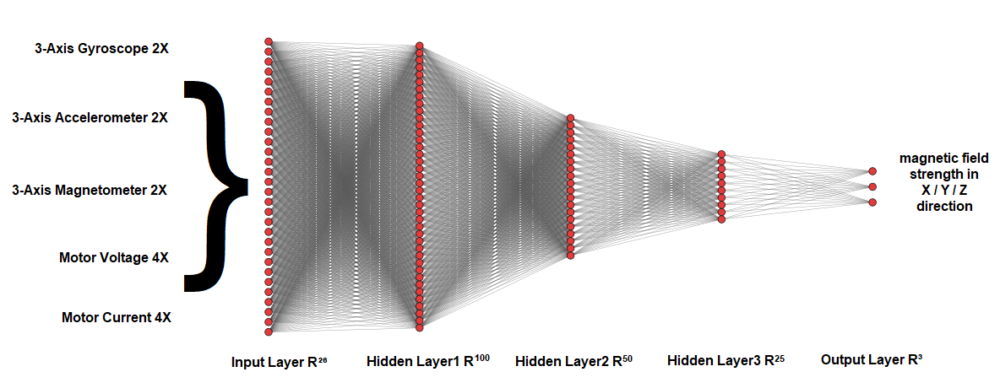 3-Axis Gyroscope 2X
3-Axis Accelerometer 2X
3-Axis Magnetometer 2X
Motor Voltage 4X
Motor Current 4X
magnetic field
strength in
X / Y / Z
direction
Input Layer R²⁶
Hidden Layer1 R¹⁰⁰
Hidden Layer2 R⁵⁰
Hidden Layer3 R²⁵
Output Layer R³